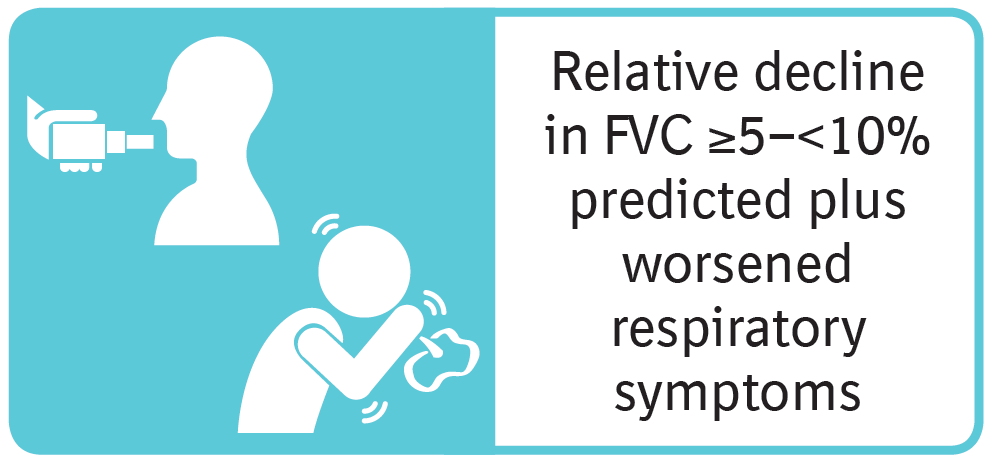 Relative decline
in FVC ≥5–<10%
predicted plus
worsened
respiratory
symptoms